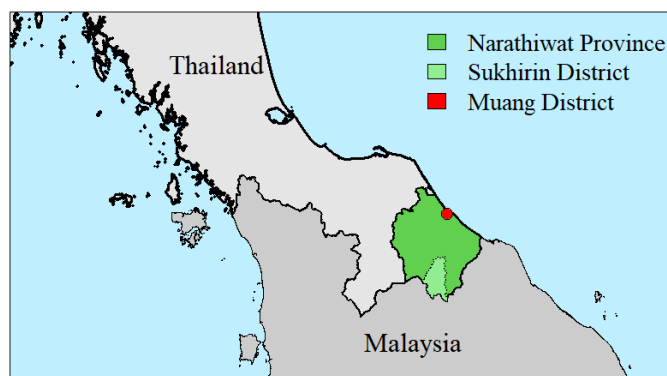 Thailand
Narathiwat Province
Sukhirin District
Muang District
Malaysia